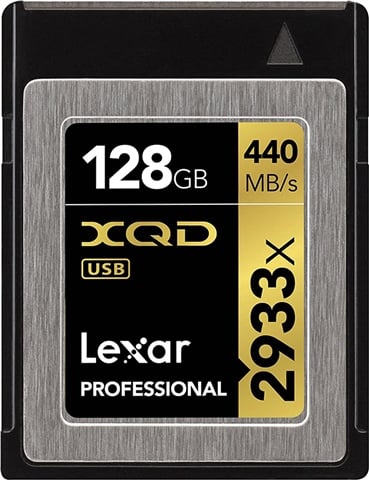 128GB
440
MB/s
XQD
USB
Lexar
PROFESSIONAL
2933x